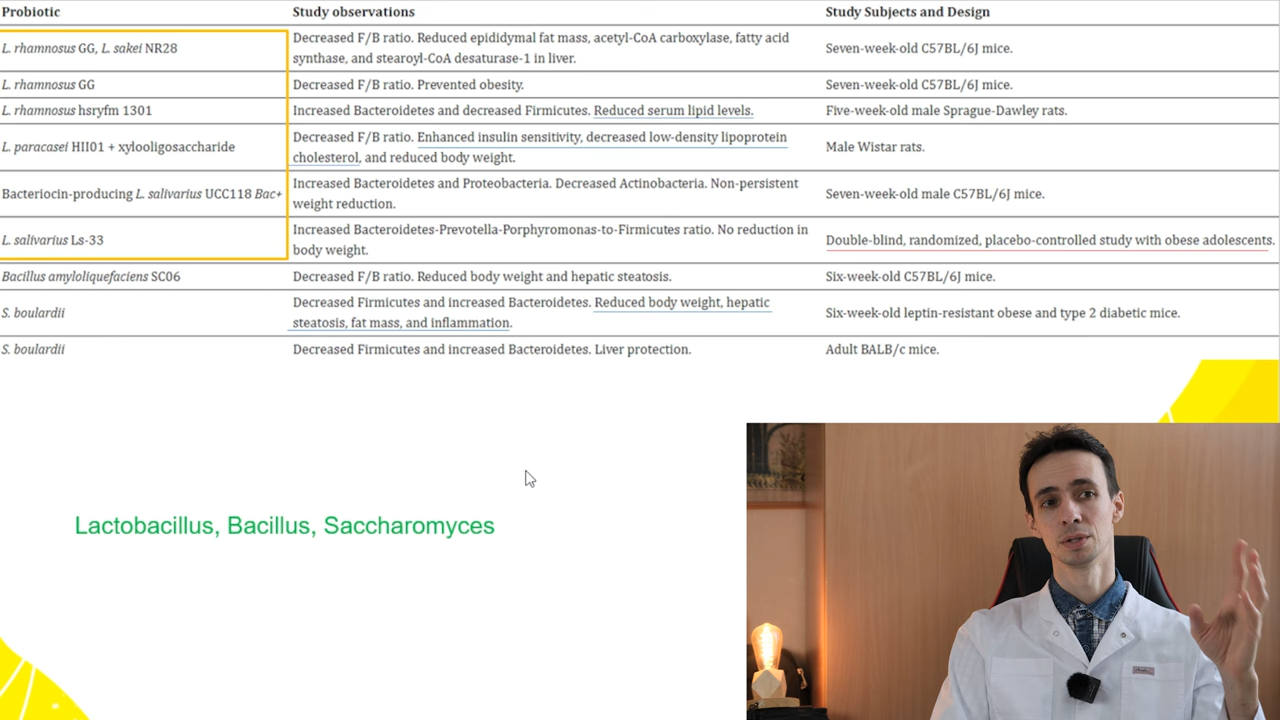 Probiotic Study observations Study Subjects and Design
L. rhamnosus GG, L. sakei NR28
Decreased F/B ratio. Reduced epididymal fat mass, acetyl-CoA carboxylase, fatty acid
synthase, and stearoyl-CoA desaturase-1 in liver.
Seven-week-old C57BL/6J mice.
L. rhamnosus GG
Decreased F/B ratio. Prevented obesity.
Seven-week-old C57BL/6J mice.
L. rhamnosus hsryfm 1301
Increased Bacteroidetes and decreased Firmicutes. Reduced serum lipid levels.
Five-week-old male Sprague-Dawley rats.
L. paracasei HII01 + xylooligosaccharide
Decreased F/B ratio. Enhanced insulin sensitivity, decreased low-density lipoprotein
cholesterol, and reduced body weight.
Male Wistar rats.
Bacteriocin-producing L. salivarius UCC118 Bac+
Increased Bacteroidetes and Proteobacteria. Decreased Actinobacteria. Non-persistent
weight reduction.
Seven-week-old male C57BL/6J mice.
L. salivarius Ls-33
Increased Bacteroidetes-Prevotella-Porphyromonas-to-Firmicutes ratio. No reduction in
body weight.
Double-blind, randomized, placebo-controlled study with obese adolescents.
Bacillus amyloliquefaciens SC06
Decreased F/B ratio. Reduced body weight and hepatic steatosis.
Six-week-old C57BL/6J mice.
S. boulardii
Decreased Firmicutes and increased Bacteroidetes. Reduced body weight, hepatic
steatosis, fat mass, and inflammation.
Six-week-old leptin-resistant obese and type 2 diabetic mice.
S. boulardii
Decreased Firmicutes and increased Bacteroidetes. Liver protection.
Adult BALB/c mice.
Lactobacillus, Bacillus, Saccharomyces